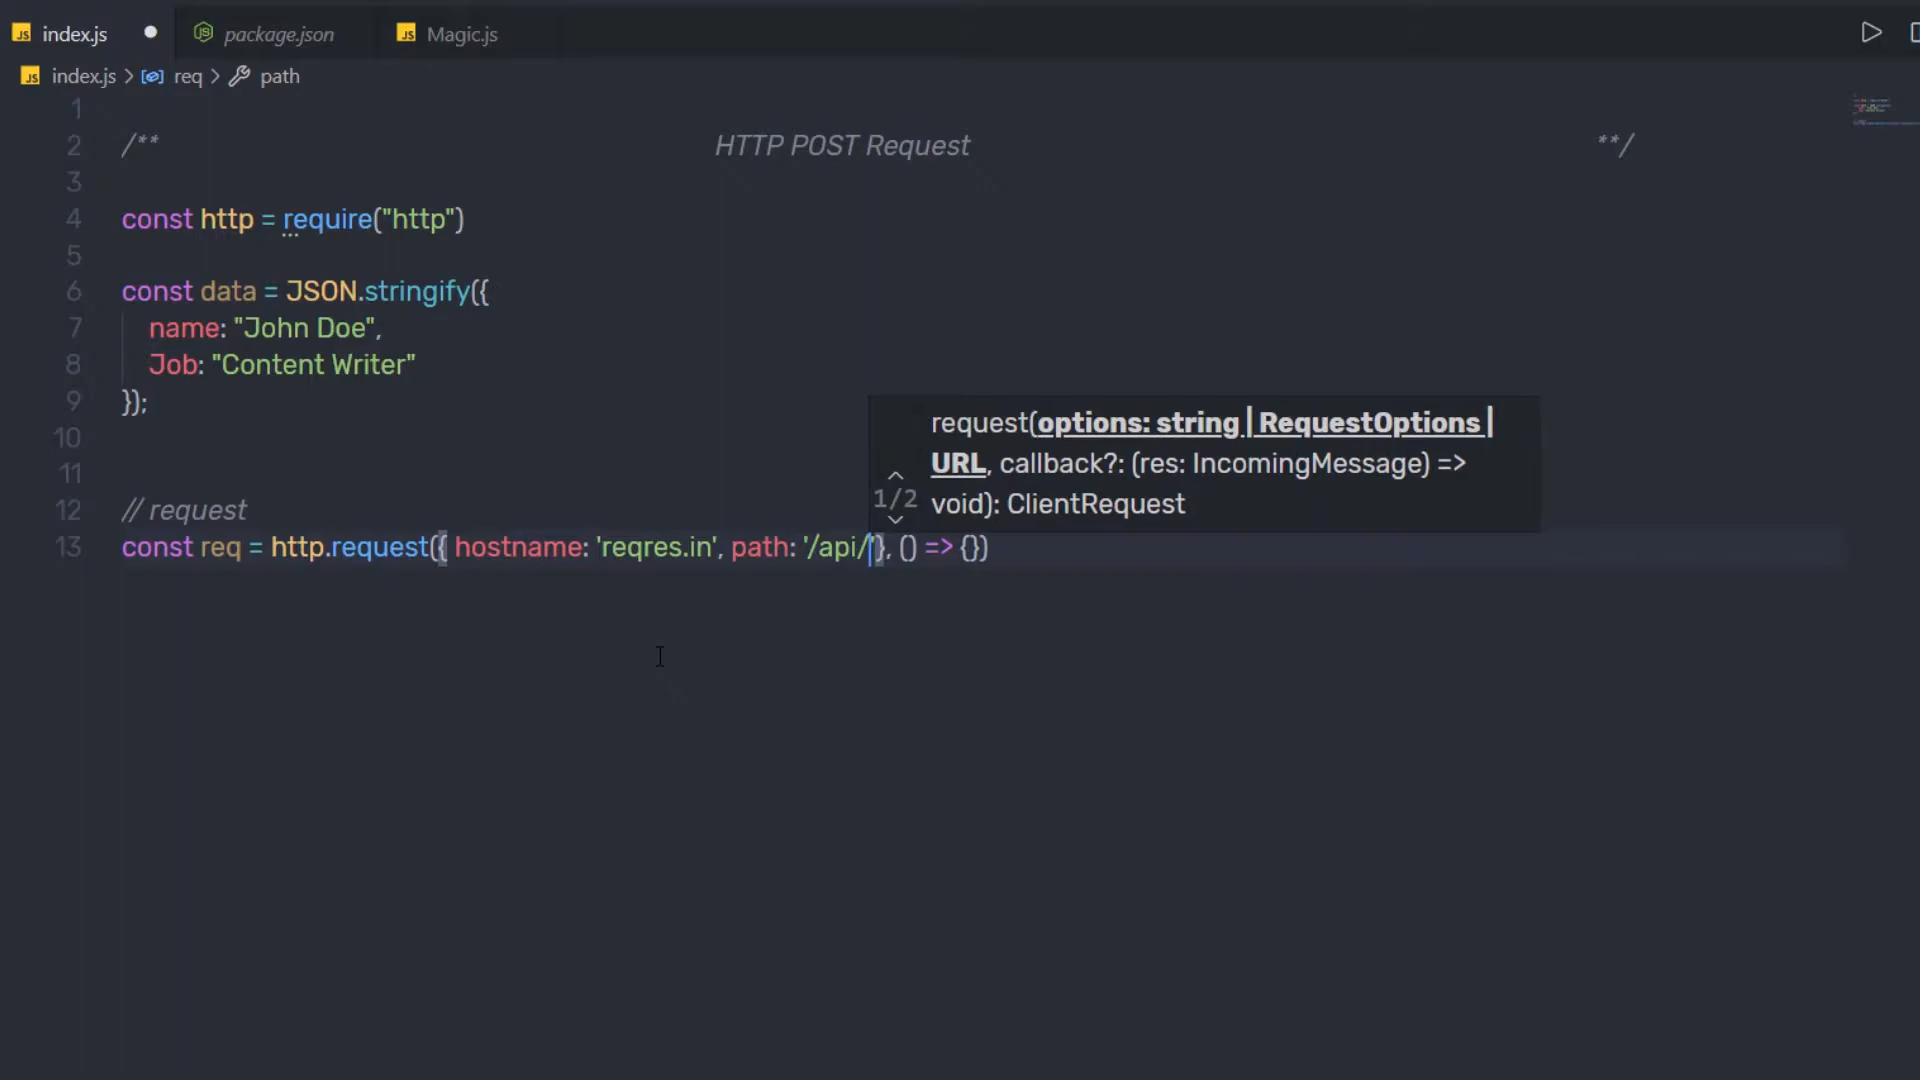 index.js package.json Magic.js
index.js > req > path
1
2 /** HTTP POST Request **/
3
4 const http = require("http")
5
6 const data = JSON.stringify({
7 name: "John Doe",
8 Job: "Content Writer"
9 });
10
11
12 // request
13 const req = http.request({ hostname: 'reqres.in', path: '/api/'}, () => {})
request(options: string | RequestOptions |
URL, callback?: (res: IncomingMessage) =>
1/2 void): ClientRequest